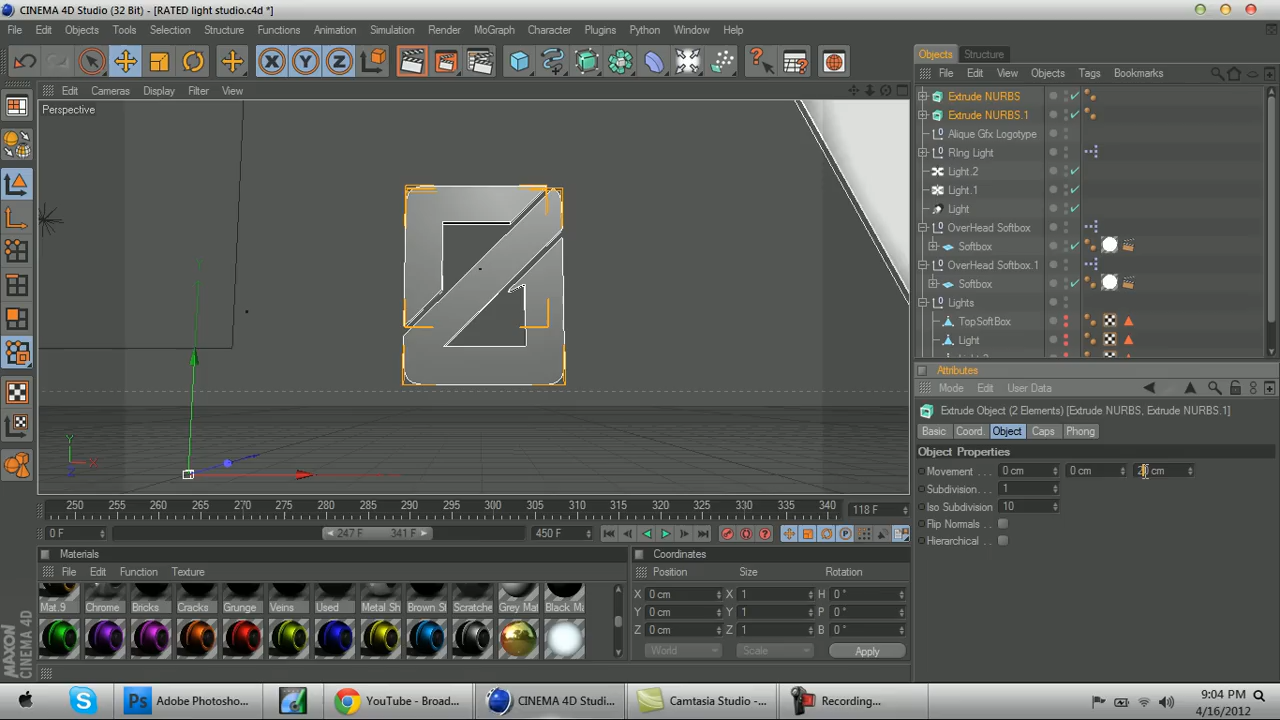 CINEMA 4D Studio (32 Bit) - [RATED light studio.c4d *]
File Edit Objects Tools Selection Structure Functions Animation Simulation Render MoGraph Character Plugins Python Window Help
Edit Cameras Display Filter View
Perspective
Objects Structure
File Edit View Objects Tags Bookmarks
Extrude NURBS
Extrude NURBS.1
Alique Gfx Logotype
RIng Light
Light.2
Light.1
Light
OverHead Softbox
Softbox
OverHead Softbox.1
Softbox
Lights
TopSoftBox
Light
Attributes
Mode Edit User Data
Extrude Object (2 Elements) [Extrude NURBS, Extrude NURBS.1]
Basic Coord Object Caps Phong
Object Properties
Movement . . . 0 cm 0 cm cm
Subdivision . . 1
Iso Subdivision 10
Flip Normals
Hierarchical . .
Y X Z
250 255 260 265 270 275 280 285 290 295 300 305 310 315 320 325 330 335 340 118 F
0 F 247 F 341 F 450 F
Materials
File Edit Function Texture
Mat.9 Chrome Bricks Cracks Grunge Veins Used Metal Sh Brown S Scratche Grey Mat Black Ma
Coordinates
Position Size Rotation
X 0 cm X 1 H 0 °
Y 0 cm Y 1 P 0 °
Z 0 cm Z 1 B 0 °
World Scale Apply
MAXON CINEMA 4D
Adobe Photosho... YouTube - Broad... CINEMA 4D Studi... Camtasia Studio -... Recording...
9:04 PM
4/16/2012